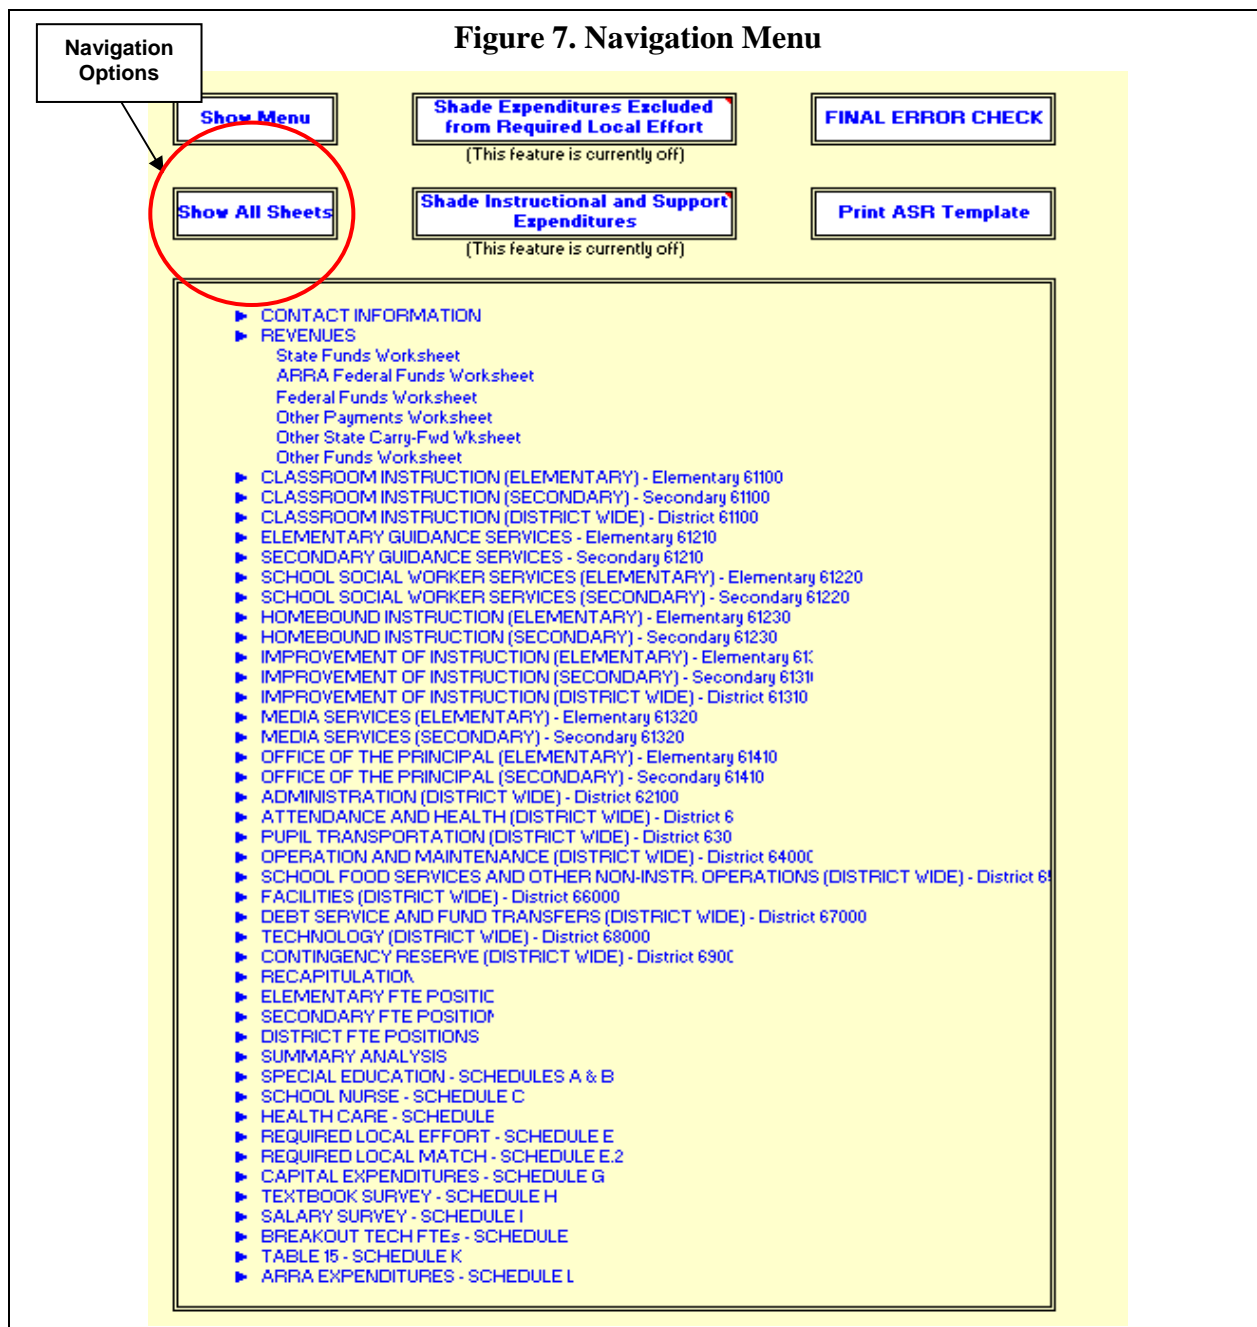 Figure 7. Navigation Menu
Navigation
Options
Show Menu
Shade Expenditures Excluded
from Required Local Effort
(This feature is currently off)
FINAL ERROR CHECK
Show All Sheets
Shade Instructional and Support
Expenditures
(This feature is currently off)
Print ASR Template
CONTACT INFORMATION
REVENUES
State Funds Worksheet
ARRA Federal Funds Worksheet
Federal Funds Worksheet
Other Payments Worksheet
Other State Carry-Fwd Wksheet
Other Funds Worksheet
CLASSROOM INSTRUCTION (ELEMENTARY) - Elementary 61100
CLASSROOM INSTRUCTION (SECONDARY) - Secondary 61100
CLASSROOM INSTRUCTION (DISTRICT WIDE) - District 61100
ELEMENTARY GUIDANCE SERVICES - Elementary 61210
SECONDARY GUIDANCE SERVICES - Secondary 61210
SCHOOL SOCIAL WORKER SERVICES (ELEMENTARY) - Elementary 61220
SCHOOL SOCIAL WORKER SERVICES (SECONDARY) - Secondary 61220
HOMEBOUND INSTRUCTION (ELEMENTARY) - Elementary 61230
HOMEBOUND INSTRUCTION (SECONDARY) - Secondary 61230
IMPROVEMENT OF INSTRUCTION (ELEMENTARY) - Elementary
IMPROVEMENT OF INSTRUCTION (SECONDARY) - Secondary 6131
IMPROVEMENT OF INSTRUCTION (DISTRICT WIDE) - District 61310
MEDIA SERVICES (ELEMENTARY) - Elementary 61320
MEDIA SERVICES (SECONDARY) - Secondary 61320
OFFICE OF THE PRINCIPAL (ELEMENTARY) - Elementary 61410
OFFICE OF THE PRINCIPAL (SECONDARY) - Secondary 61410
ADMINISTRATION (DISTRICT WIDE) - District 62100
ATTENDANCE AND HEALTH (DISTRICT WIDE) - District 6
PUPIL TRANSPORTATION (DISTRICT WIDE) - District 630
OPERATION AND MAINTENANCE (DISTRICT WIDE) - District 64000
SCHOOL FOOD SERVICES AND OTHER NON-INSTR. OPERATIONS (DISTRICT WIDE) - District
FACILITIES (DISTRICT WIDE) - District 66000
DEBT SERVICE AND FUND TRANSFERS (DISTRICT WIDE) - District 67000
TECHNOLOGY (DISTRICT WIDE) - District 68000
CONTINGENCY RESERVE (DISTRICT WIDE) - District 6900
RECAPITULATION
ELEMENTARY FTE POSITIO
SECONDARY FTE POSITION
DISTRICT FTE POSITIONS
SUMMARY ANALYSIS
SPECIAL EDUCATION - SCHEDULES A & B
SCHOOL NURSE - SCHEDULE C
HEALTH CARE - SCHEDULE
REQUIRED LOCAL EFFORT - SCHEDULE E
REQUIRED LOCAL MATCH - SCHEDULE E.2
CAPITAL EXPENDITURES - SCHEDULE G
TEXTBOOK SURVEY - SCHEDULE H
SALARY SURVEY - SCHEDULE I
BREAKOUT TECH FTEs - SCHEDULE
TABLE 15 - SCHEDULE K
ARRA EXPENDITURES - SCHEDULE L